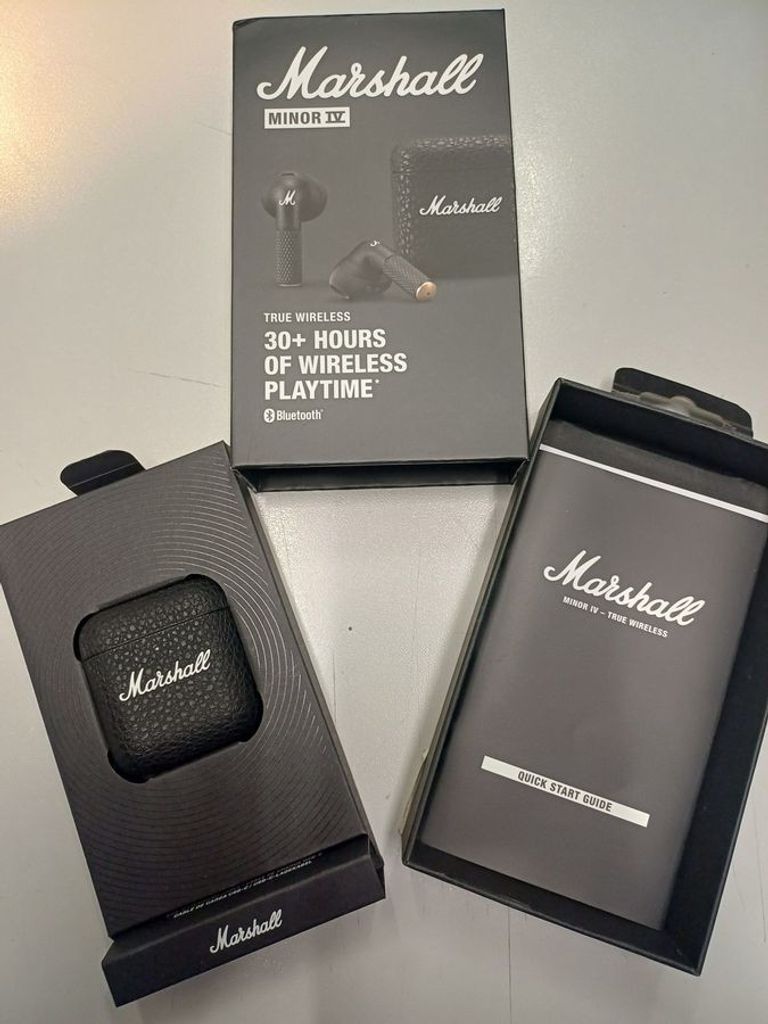 Marshall
MINOR IV
M
Marshall
TRUE WIRELESS
30+ HOURS
OF WIRELESS
PLAYTIME*
Bluetooth®
Marshall
Marshall
Marshall
MINOR IV – TRUE WIRELESS
QUICK START GUIDE